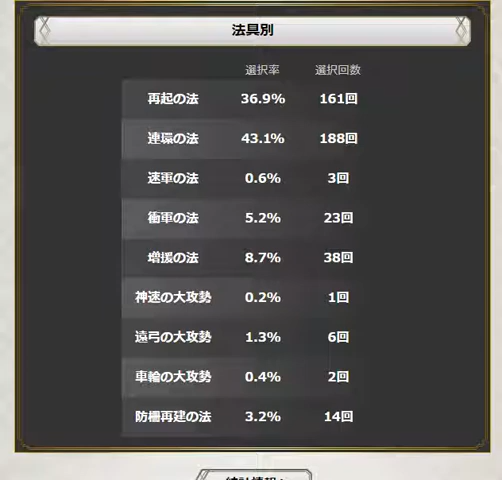 法具別
選択率 選択回数
再起の法 36.9% 161回
連環の法 43.1% 188回
速軍の法 0.6% 3回
衝軍の法 5.2% 23回
増援の法 8.7% 38回
神速の大攻勢 0.2% 1回
遠弓の大攻勢 1.3% 6回
車輪の大攻勢 0.4% 2回
防柵再建の法 3.2% 14回